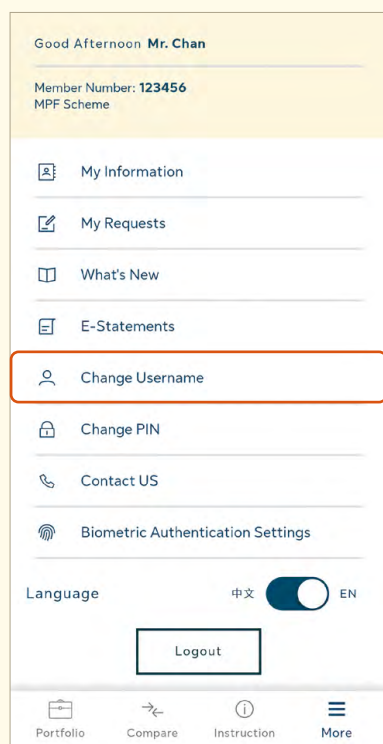 Good Afternoon Mr. Chan
Member Number: 123456
MPF Scheme
My Information
My Requests
What's New
E-Statements
Change Username
Change PIN
Contact US
Biometric Authentication Settings
Language 中文 EN
Logout
Portfolio Compare Instruction More